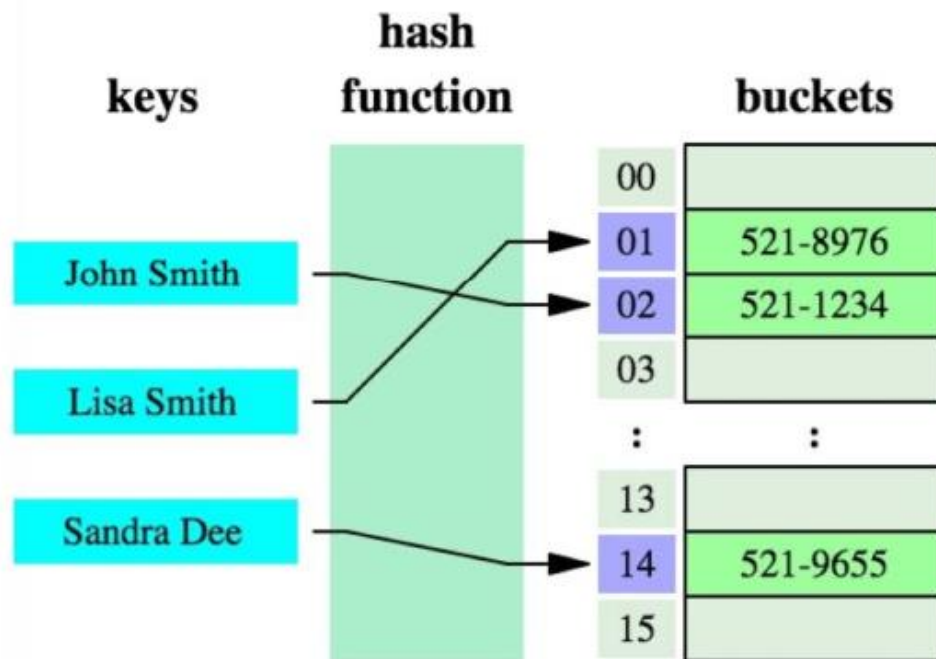 hash
keys function buckets
00
01 521-8976
John Smith
02 521-1234
03
Lisa Smith
: :
13
Sandra Dee
14 521-9655
15